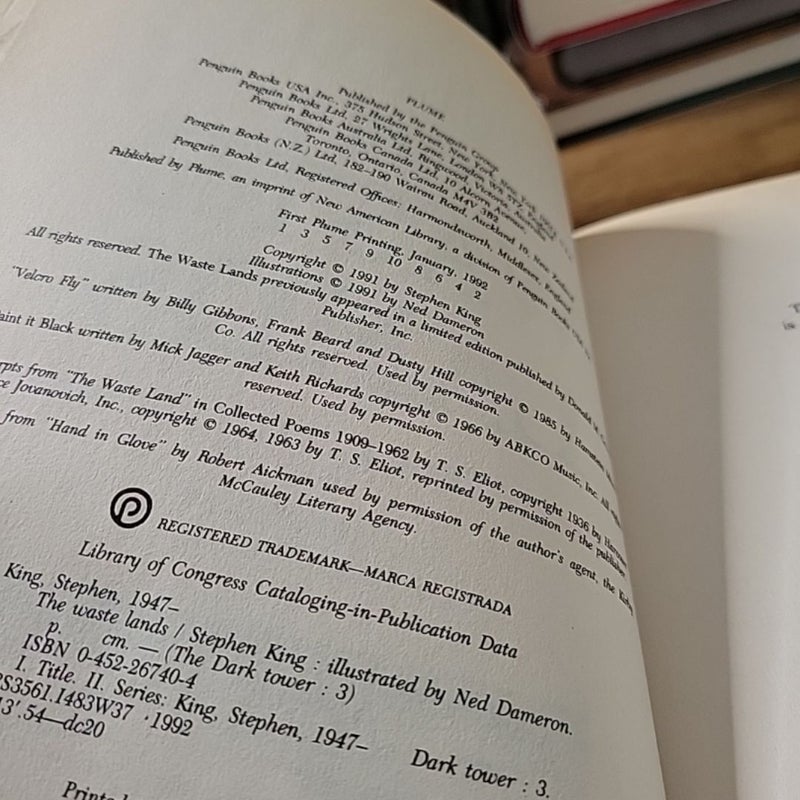 PLUME
Published by the Penguin Group
Penguin Books USA Inc., 375 Hudson Street, New York, New York
Penguin Books Ltd, 27 Wrights Lane, London W8 5TZ,
Penguin Books Australia Ltd, Ringwood, Victoria,
Penguin Books Canada Ltd, 10 Alcorn Avenue,
Toronto, Ontario, Canada M4V 3B2
Penguin Books (N.Z.) Ltd, 182–190 Wairau Road, Auckland 10, New Zealand
Penguin Books Ltd, Registered Offices: Harmondsworth, Middlesex, England
Published by Plume, an imprint of New American Library, a division of Penguin Books USA
First Plume Printing, January, 1992
1 3 5 7 9 10 8 6 4 2
Copyright © 1991 by Stephen King
Illustrations © 1991 by Ned Dameron
All rights reserved. The Waste Lands previously appeared in a limited edition published by Donald M.
Publisher, Inc.
"Velcro Fly" written by Billy Gibbons, Frank Beard and Dusty Hill copyright © 1985 by
Co. All rights reserved. Used by permission.
aint it Black written by Mick Jagger and Keith Richards copyright © 1966 by ABKCO Music, Inc. All
reserved. Used by permission.
rpts from "The Waste Land" in Collected Poems 1909–1962 by T. S. Eliot, copyright 1936 by
ce Jovanovich, Inc., copyright © 1964, 1963 by T. S. Eliot, reprinted by permission of the publisher
from "Hand in Glove" by Robert Aickman used by permission of the author's agent, the
McCauley Literary Agency.
REGISTERED TRADEMARK—MARCA REGISTRADA
Library of Congress Cataloging-in-Publication Data
King, Stephen, 1947–
The waste lands / Stephen King : illustrated by Ned Dameron.
p. cm. — (The Dark tower : 3)
ISBN 0-452-26740-4
I. Title. II. Series: King, Stephen, 1947– Dark tower : 3.
PS3561.I483W37 1992
13'.54—dc20